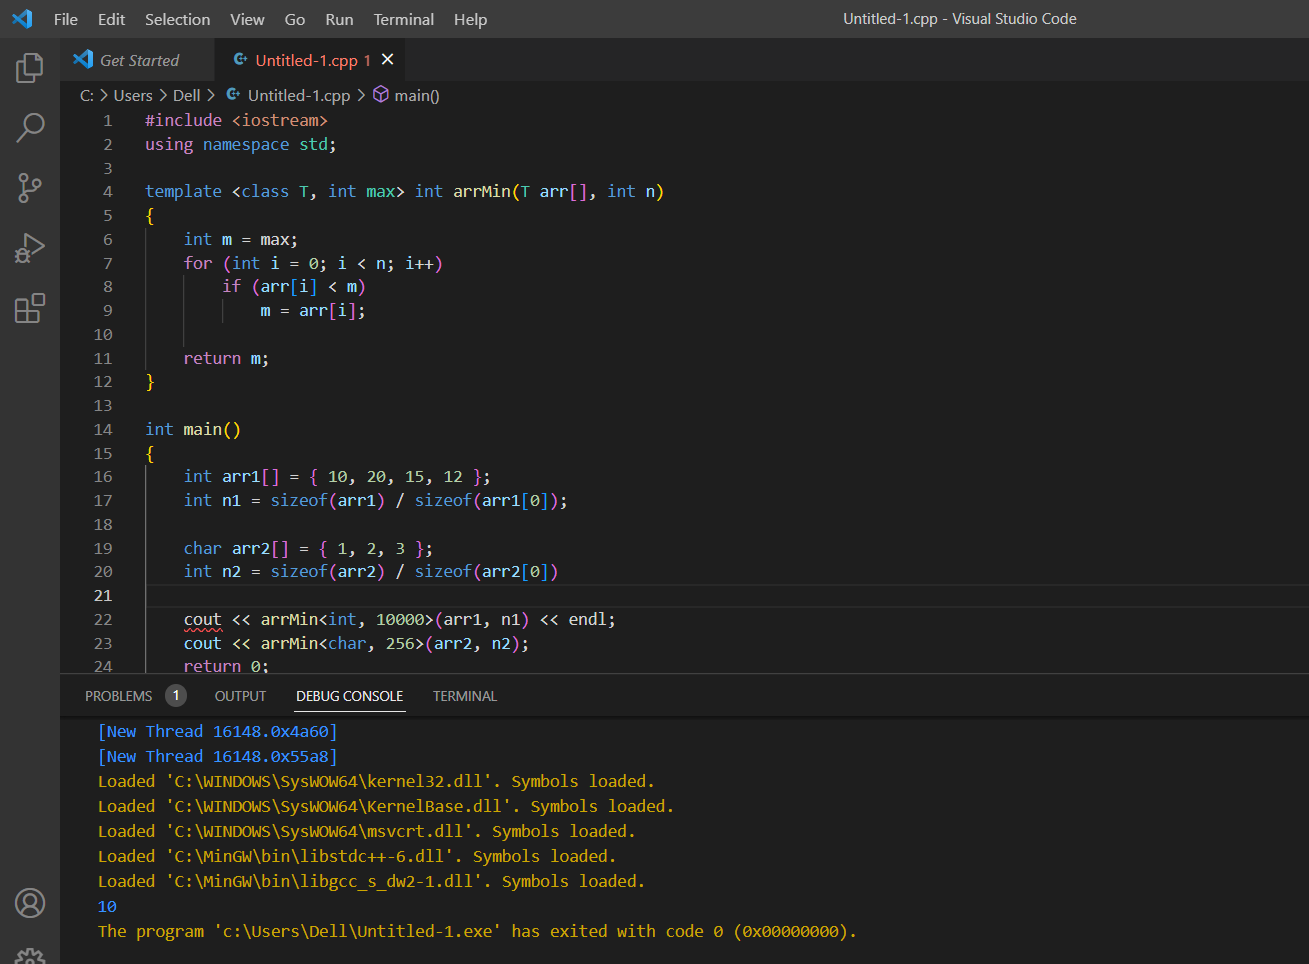 File Edit Selection View Go Run Terminal Help Untitled-1.cpp - Visual Studio Code
Get Started Untitled-1.cpp 1
C: > Users > Dell > Untitled-1.cpp > main()
1 #include <iostream>
2 using namespace std;
3
4 template <class T, int max> int arrMin(T arr[], int n)
5 {
6 int m = max;
7 for (int i = 0; i < n; i++)
8 if (arr[i] < m)
9 m = arr[i];
10
11 return m;
12 }
13
14 int main()
15 {
16 int arr1[] = { 10, 20, 15, 12 };
17 int n1 = sizeof(arr1) / sizeof(arr1[0]);
18
19 char arr2[] = { 1, 2, 3 };
20 int n2 = sizeof(arr2) / sizeof(arr2[0])
21
22 cout << arrMin<int, 10000>(arr1, n1) << endl;
23 cout << arrMin<char, 256>(arr2, n2);
24 return 0;
PROBLEMS 1 OUTPUT DEBUG CONSOLE TERMINAL
[New Thread 16148.0x4a60]
[New Thread 16148.0x55a8]
Loaded 'C:\WINDOWS\SysWOW64\kernel32.dll'. Symbols loaded.
Loaded 'C:\WINDOWS\SysWOW64\KernelBase.dll'. Symbols loaded.
Loaded 'C:\WINDOWS\SysWOW64\msvcrt.dll'. Symbols loaded.
Loaded 'C:\MinGW\bin\libstdc++-6.dll'. Symbols loaded.
Loaded 'C:\MinGW\bin\libgcc_s_dw2-1.dll'. Symbols loaded.
10
The program 'c:\Users\Dell\Untitled-1.exe' has exited with code 0 (0x00000000).